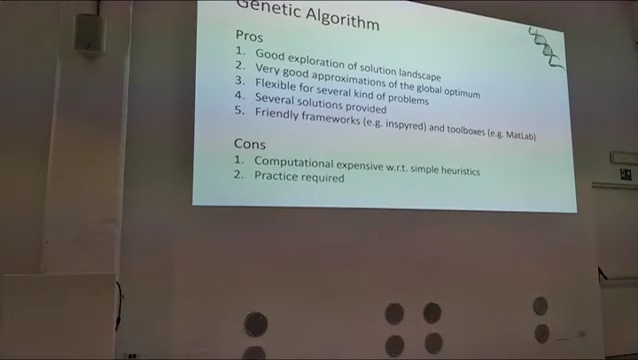 Genetic Algorithm
Pros
1. Good exploration of solution landscape
2. Very good approximations of the global optimum
3. Flexible for several kind of problems
4. Several solutions provided
5. Friendly frameworks (e.g. inspyred) and toolboxes (e.g. MatLab)
Cons
1. Computational expensive w.r.t. simple heuristics
2. Practice required